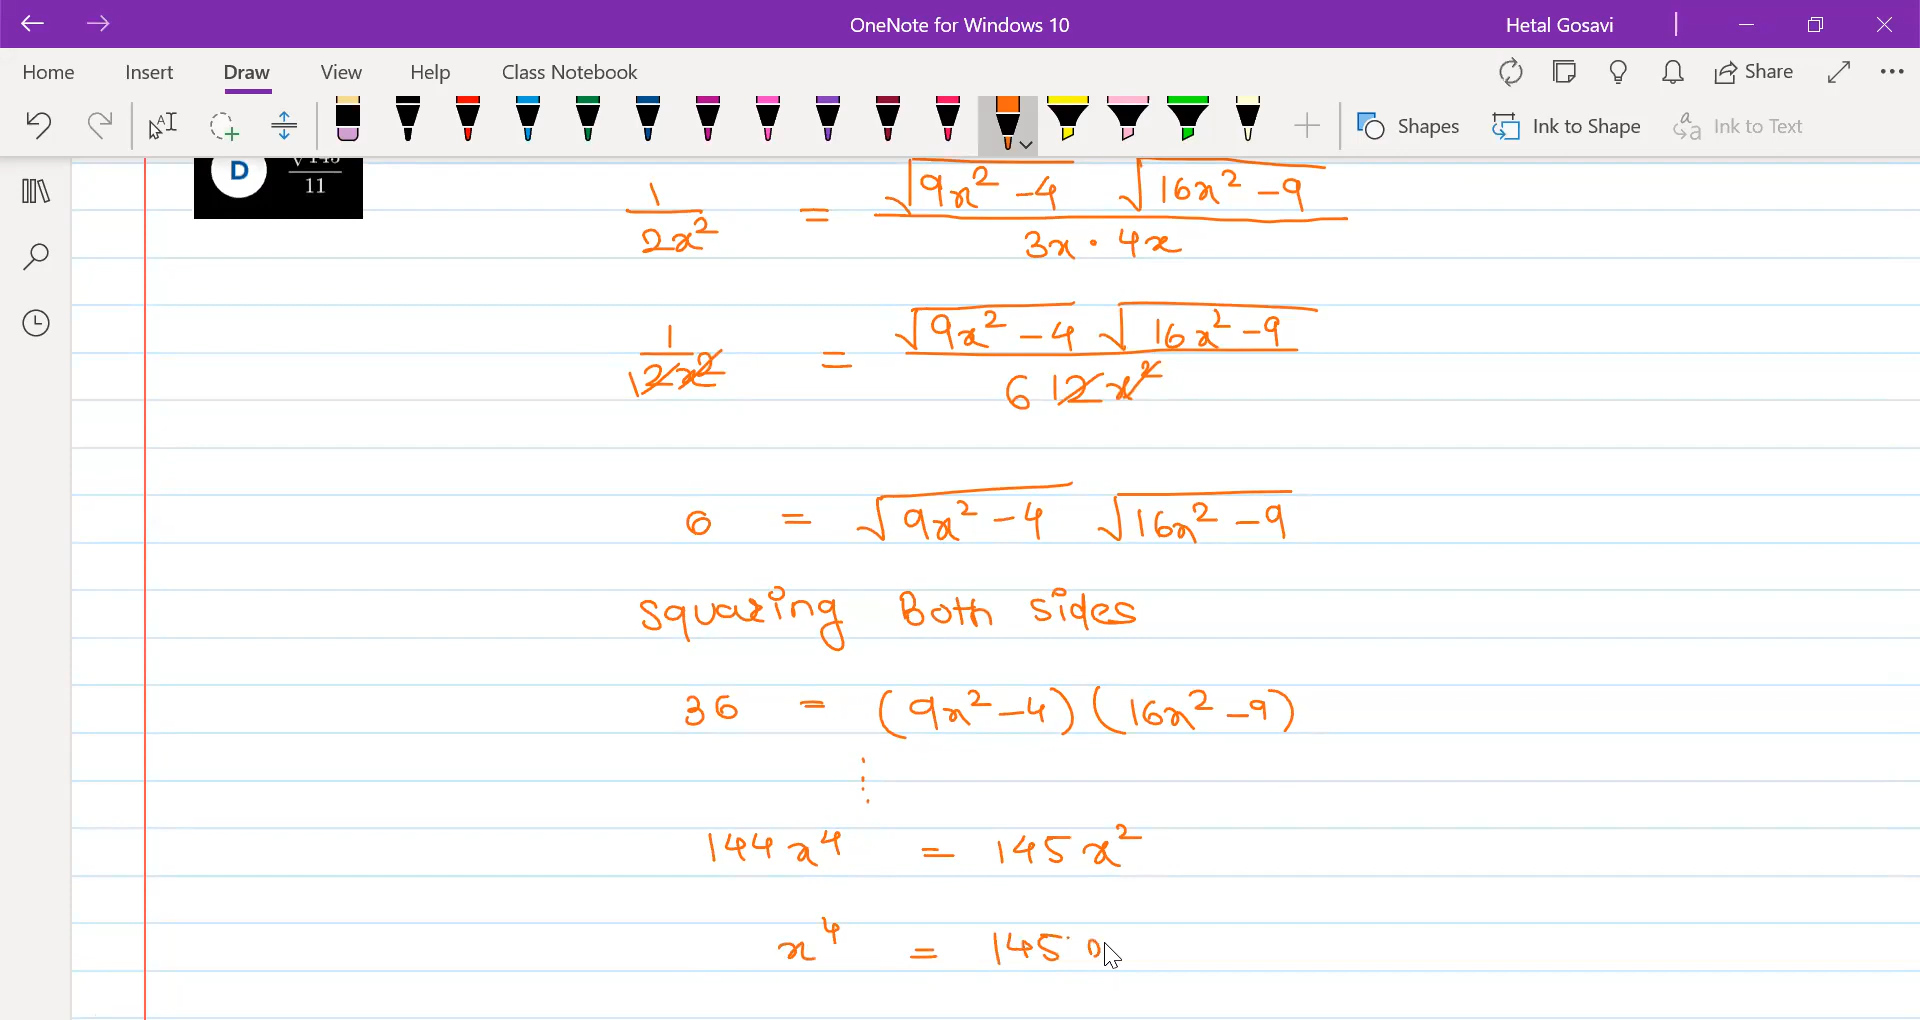 OneNote for Windows 10
Hetal Gosavi
Home Insert Draw View Help Class Notebook
Share
Shapes Ink to Shape Ink to Text
D √145/11
1/2x² = √9x²-4 √16x²-9 / 3x · 4x
1/12x² = √9x²-4 √16x²-9 / 6 12x²
6 = √9x²-4 √16x²-9
Squaring Both sides
36 = (9x²-4)(16x²-9)
⋮
144x⁴ = 145x²
x⁴ = 145